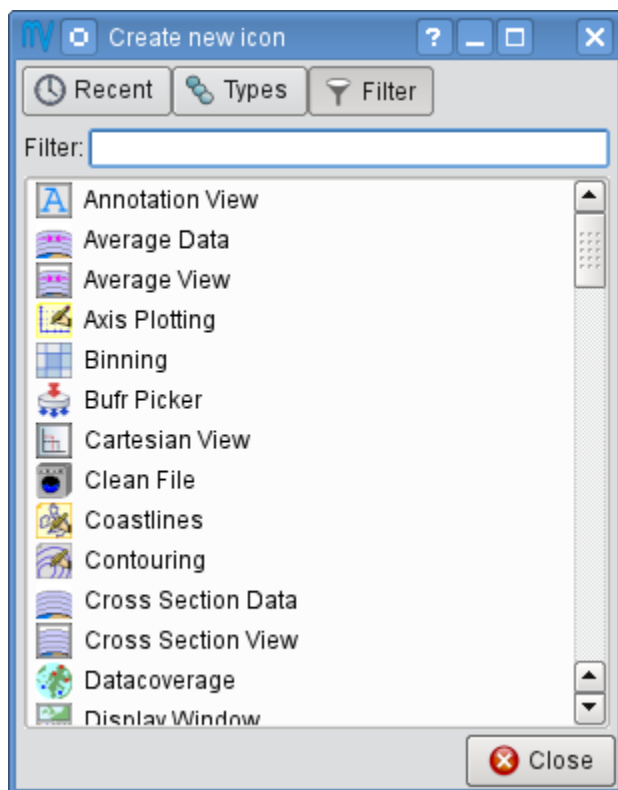 MV Create new icon ?
Recent Types Filter
Filter:
Annotation View
Average Data
Average View
Axis Plotting
Binning
Bufr Picker
Cartesian View
Clean File
Coastlines
Contouring
Cross Section Data
Cross Section View
Datacoverage
Display Window
Close